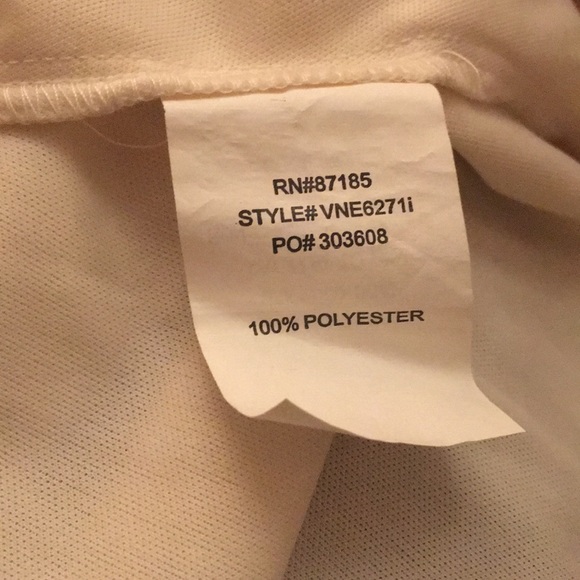 RN#87185
STYLE# VNE6271i
PO# 303608
100% POLYESTER